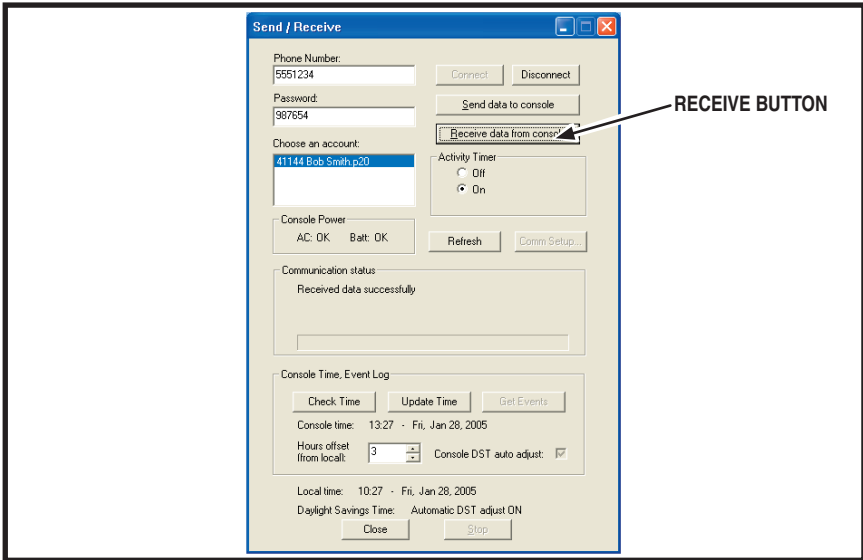 Send / Receive
Phone Number:
5551234
Connect
Disconnect
Password:
987654
Send data to console
RECEIVE BUTTON
Receive data from console
Choose an account:
41144 Bob Smith.p20
Activity Timer
Off
On
Console Power
AC: OK Batt: OK
Refresh
Comm Setup...
Communication status
Received data successfully
Console Time, Event Log
Check Time
Update Time
Get Events
Console time: 13:27 - Fri, Jan 28, 2005
Hours offset
(from local):
3
Console DST auto adjust:
Local time: 10:27 - Fri, Jan 28, 2005
Daylight Savings Time: Automatic DST adjust ON
Close
Stop